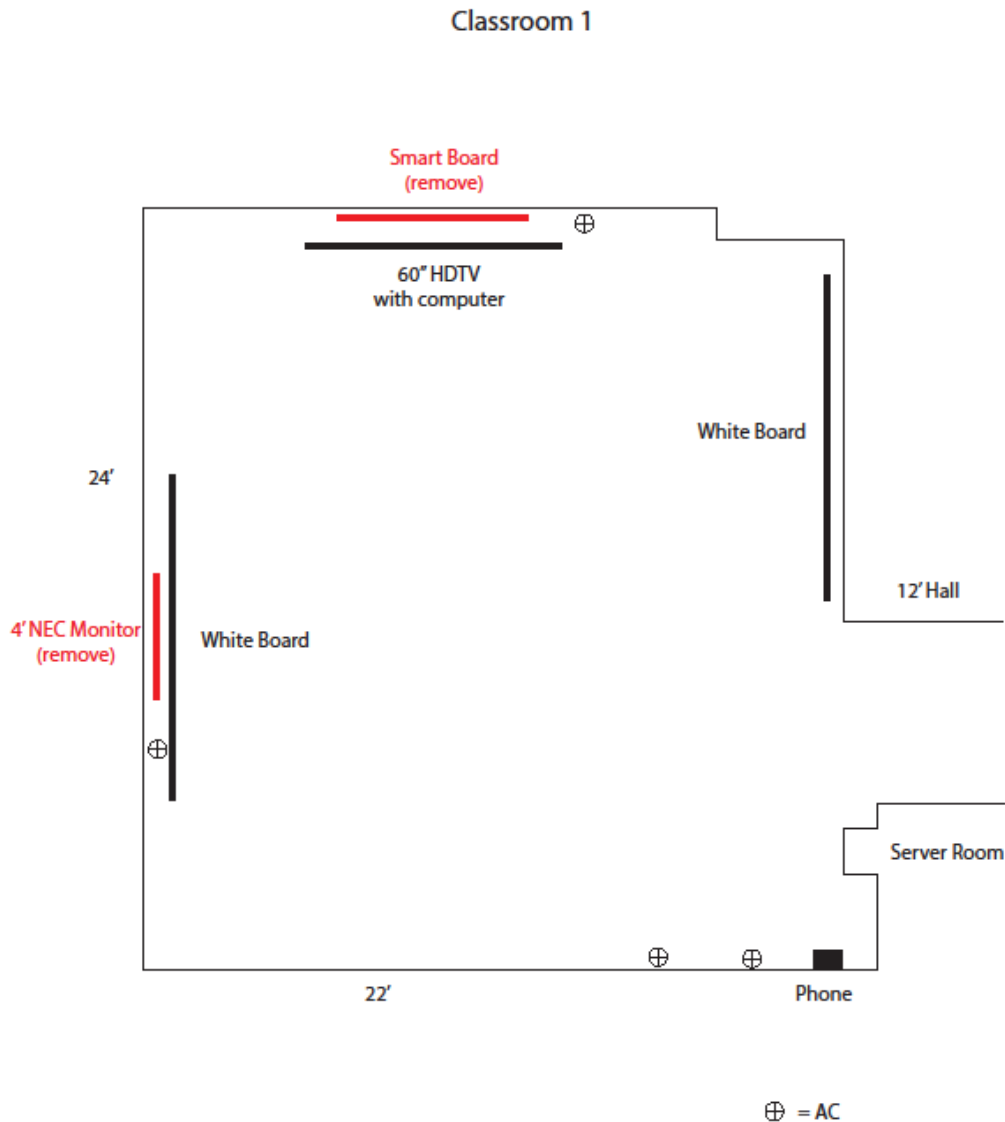 Classroom 1
Smart Board
(remove)
60” HDTV
with computer
White Board
24’
12’ Hall
4’ NEC Monitor
(remove)
White Board
Server Room
22’
Phone
= AC